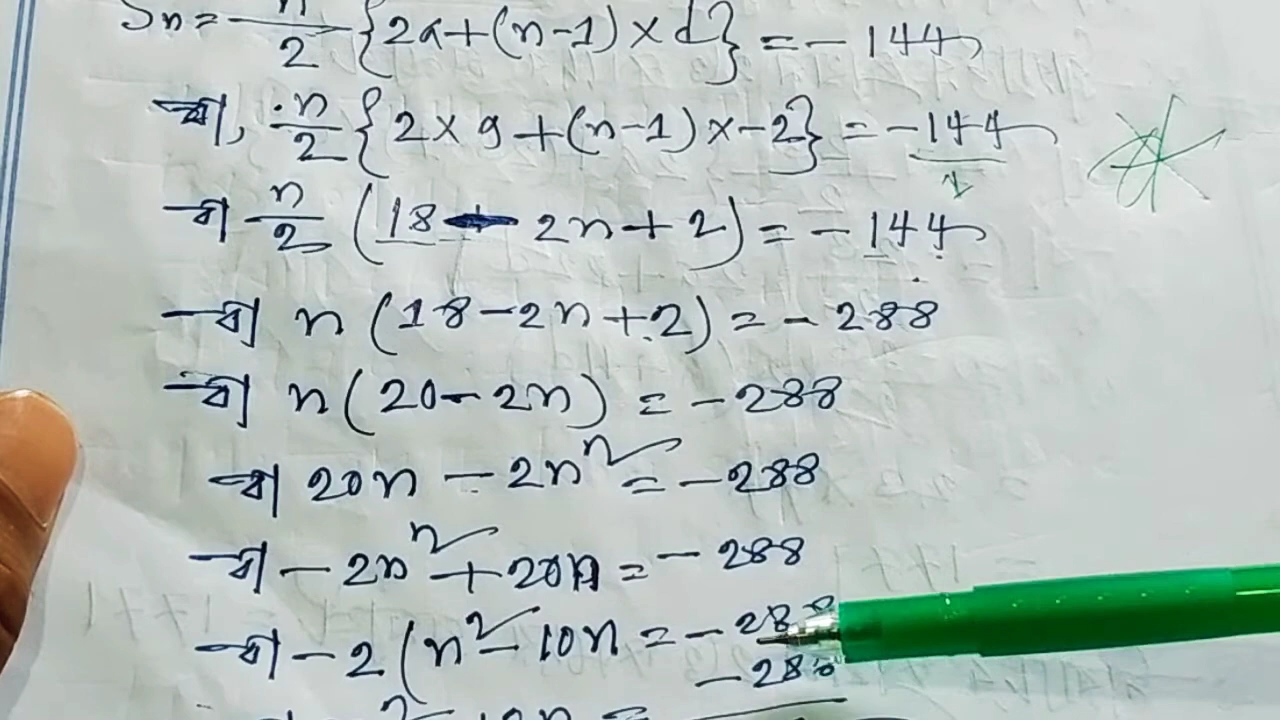 Sn = n/2 {2a+(n-1)×d} = -144
বা, n/2 {2×9+(n-1)×-2} = -144
বা n/2 (18 - 2n+2) = -144
বা n (18-2n+2) = -288
বা n(20-2n) = -288
বা 20n - 2n² = -288
বা -2n² + 20n = -288
বা -2(n² - 10n = -288
-288